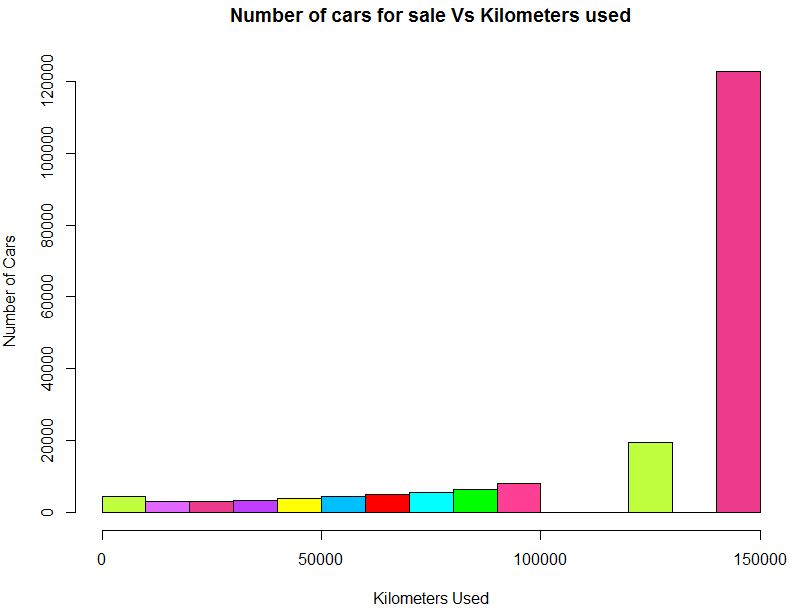 Number of cars for sale Vs Kilometers used
120000
100000
80000
60000
40000
20000
0
Number of Cars
0 50000 100000 150000
Kilometers Used